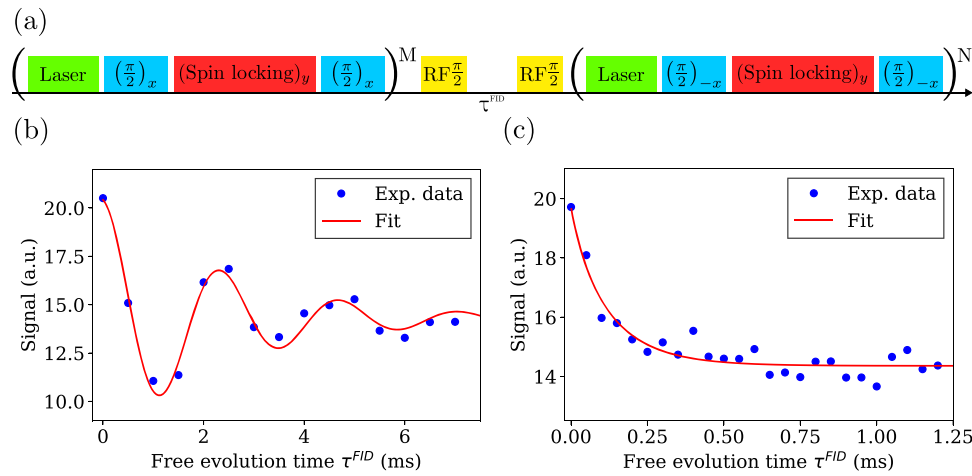 (a)
( Laser (π/2)x (Spin locking)y (π/2)x )M RFπ/2 RFπ/2 ( Laser (π/2)-x (Spin locking)y (π/2)-x )N
τFID
(b)
Signal (a.u.)
20.0
17.5
15.0
12.5
10.0
Exp. data
Fit
0 2 4 6
Free evolution time τFID (ms)
(c)
Signal (a.u.)
20
18
16
14
Exp. data
Fit
0.00 0.25 0.50 0.75 1.00 1.25
Free evolution time τFID (ms)